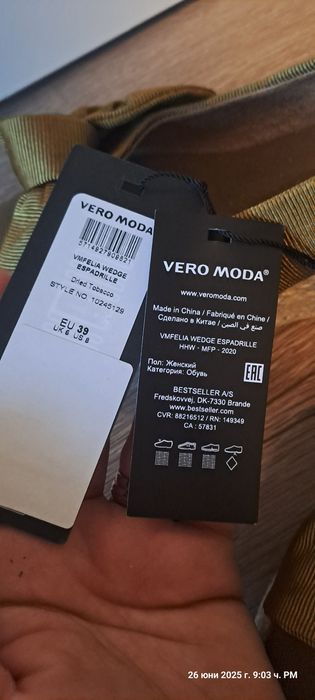 VERO MODA
5714927909521
VMFELIA WEDGE
ESPADRILLE
Dried Tobacco
STYLE NO. 10245129
EU 39
UK 6 US 8
VERO MODA®
www.veromoda.com
Made in China / Fabriqué en Chine /
Сделано в Китае / صنع في الصين
VMFELIA WEDGE ESPADRILLE
HHW - MFP - 2020
Пол: Женский
Категория: Обувь
EAC
BESTSELLER A/S
Fredskovvej, DK-7330 Brande
www.bestseller.com
CVR: 88216512 / RN: 149349
CA : 57831
26 юни 2025 г. 9:03 ч. PM